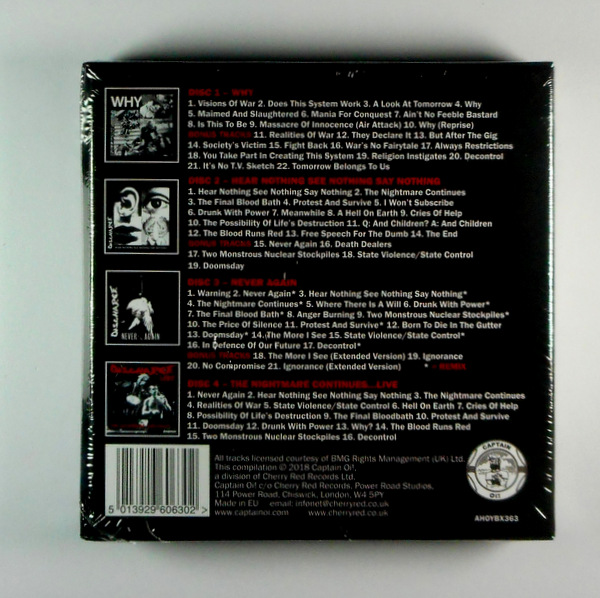 WHY
DISC 1 - WHY
1. Visions Of War 2. Does This System Work 3. A Look At Tomorrow 4. Why
5. Maimed And Slaughtered 6. Mania For Conquest 7. Ain't No Feeble Bastard
8. Is This To Be 9. Massacre Of Innocence (Air Attack) 10. Why (Reprise)
BONUS TRACKS 11. Realities Of War 12. They Declare It 13. But After The Gig
14. Society's Victim 15. Fight Back 16. War's No Fairytale 17. Always Restrictions
18. You Take Part In Creating This System 19. Religion Instigates 20. Decontrol
21. It's No T.V. Sketch 22. Tomorrow Belongs To Us
DISC 2 - HEAR NOTHING SEE NOTHING SAY NOTHING
1. Hear Nothing See Nothing Say Nothing 2. The Nightmare Continues
3. The Final Blood Bath 4. Protest And Survive 5. I Won't Subscribe
6. Drunk With Power 7. Meanwhile 8. A Hell On Earth 9. Cries Of Help
10. The Possibility Of Life's Destruction 11. Q: And Children? A: And Children
12. The Blood Runs Red 13. Free Speech For The Dumb 14. The End
BONUS TRACKS 15. Never Again 16. Death Dealers
17. Two Monstrous Nuclear Stockpiles 18. State Violence/State Control
19. Doomsday
DISCHARGE
NEVER AGAIN
DISC 3 - NEVER AGAIN
1. Warning 2. Never Again* 3. Hear Nothing See Nothing Say Nothing*
4. The Nightmare Continues* 5. Where There Is A Will 6. Drunk With Power*
7. The Final Blood Bath* 8. Anger Burning 9. Two Monstrous Nuclear Stockpiles*
10. The Price Of Silence 11. Protest And Survive* 12. Born To Die In The Gutter
13. Doomsday* 14. The More I See 15. State Violence/State Control*
16. In Defence Of Our Future 17. Decontrol*
BONUS TRACKS 18. The More I See (Extended Version) 19. Ignorance
20. No Compromise 21. Ignorance (Extended Version) * - REMIX
DISCHARGE
DISC 4 - THE NIGHTMARE CONTINUES...LIVE
1. Never Again 2. Hear Nothing See Nothing Say Nothing 3. The Nightmare Continues
4. Realities Of War 5. State Violence/State Control 6. Hell On Earth 7. Cries Of Help
8. Possibility Of Life's Destruction 9. The Final Bloodbath 10. Protest And Survive
11. Doomsday 12. Drunk With Power 13. Why? 14. The Blood Runs Red
15. Two Monstrous Nuclear Stockpiles 16. Decontrol
All tracks licensed courtesy of BMG Rights Management (UK) Ltd.
This compilation © 2018 Captain Oi!,
a division of Cherry Red Records.
Captain Oi! c/o Cherry Red Records, Power Road Studios,
114 Power Road, Chiswick, London, W4 5PY
Made in EU email: infonet@cherryred.co.uk
www.captainoi.com www.cherryred.co.uk
5 013929 606302 >
CAPTAIN
OI!
AHOYBX363